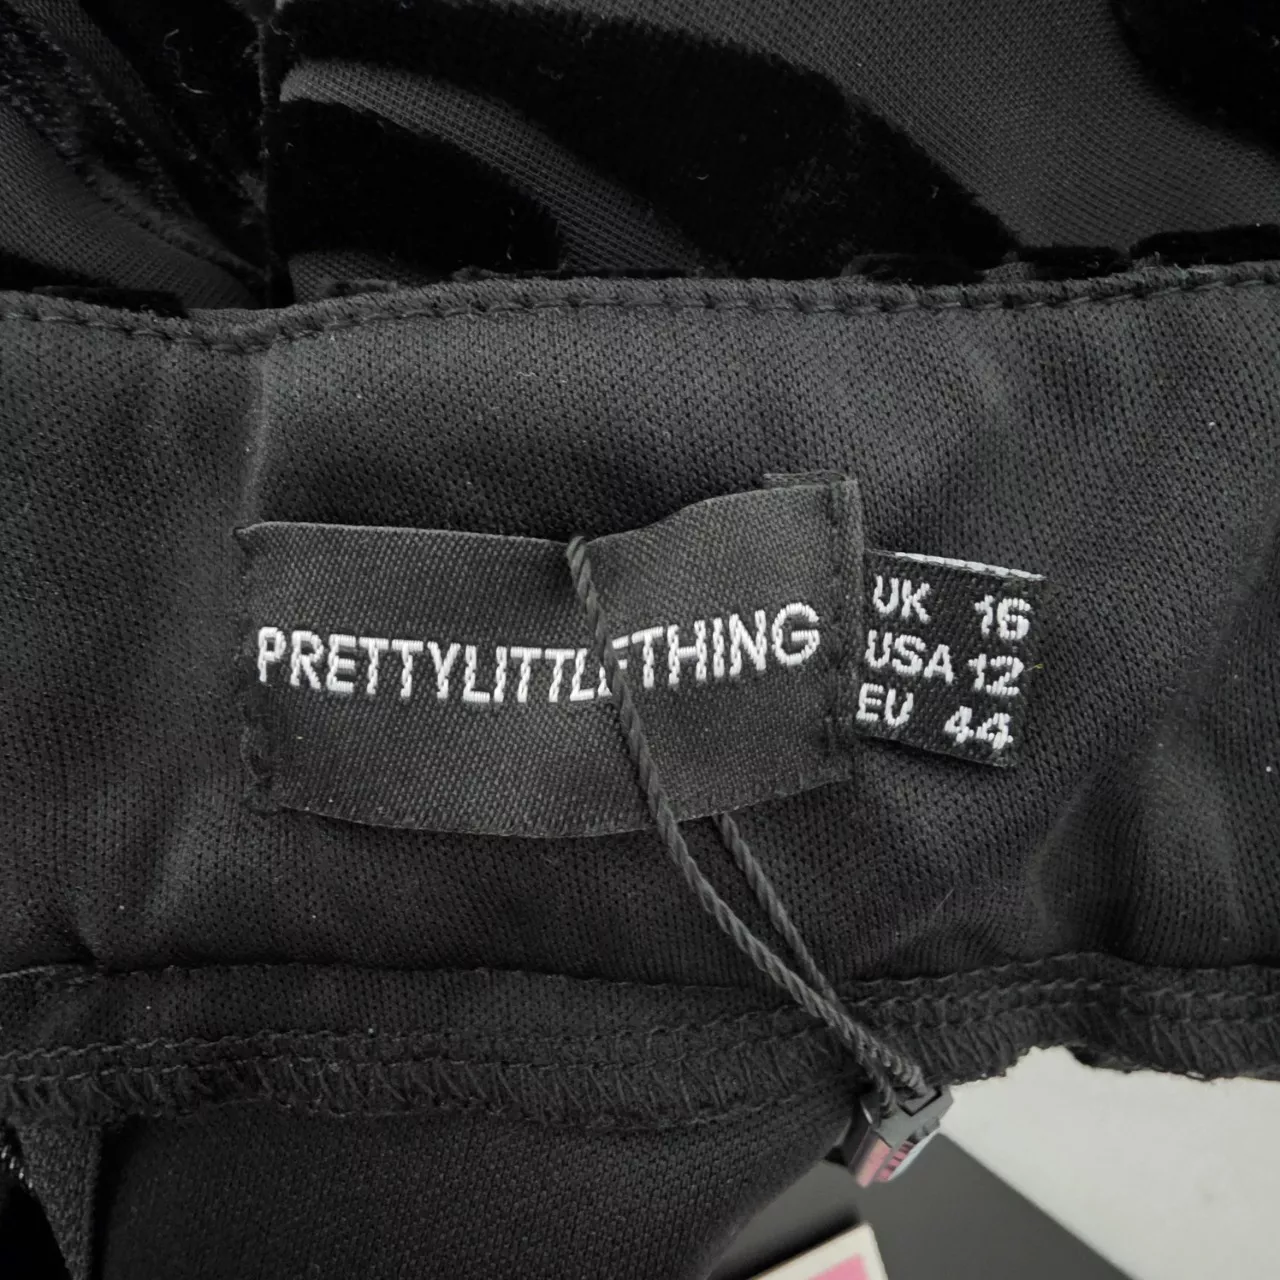 PRETTYLITTLETHING
UK 16
USA 12
EU 44